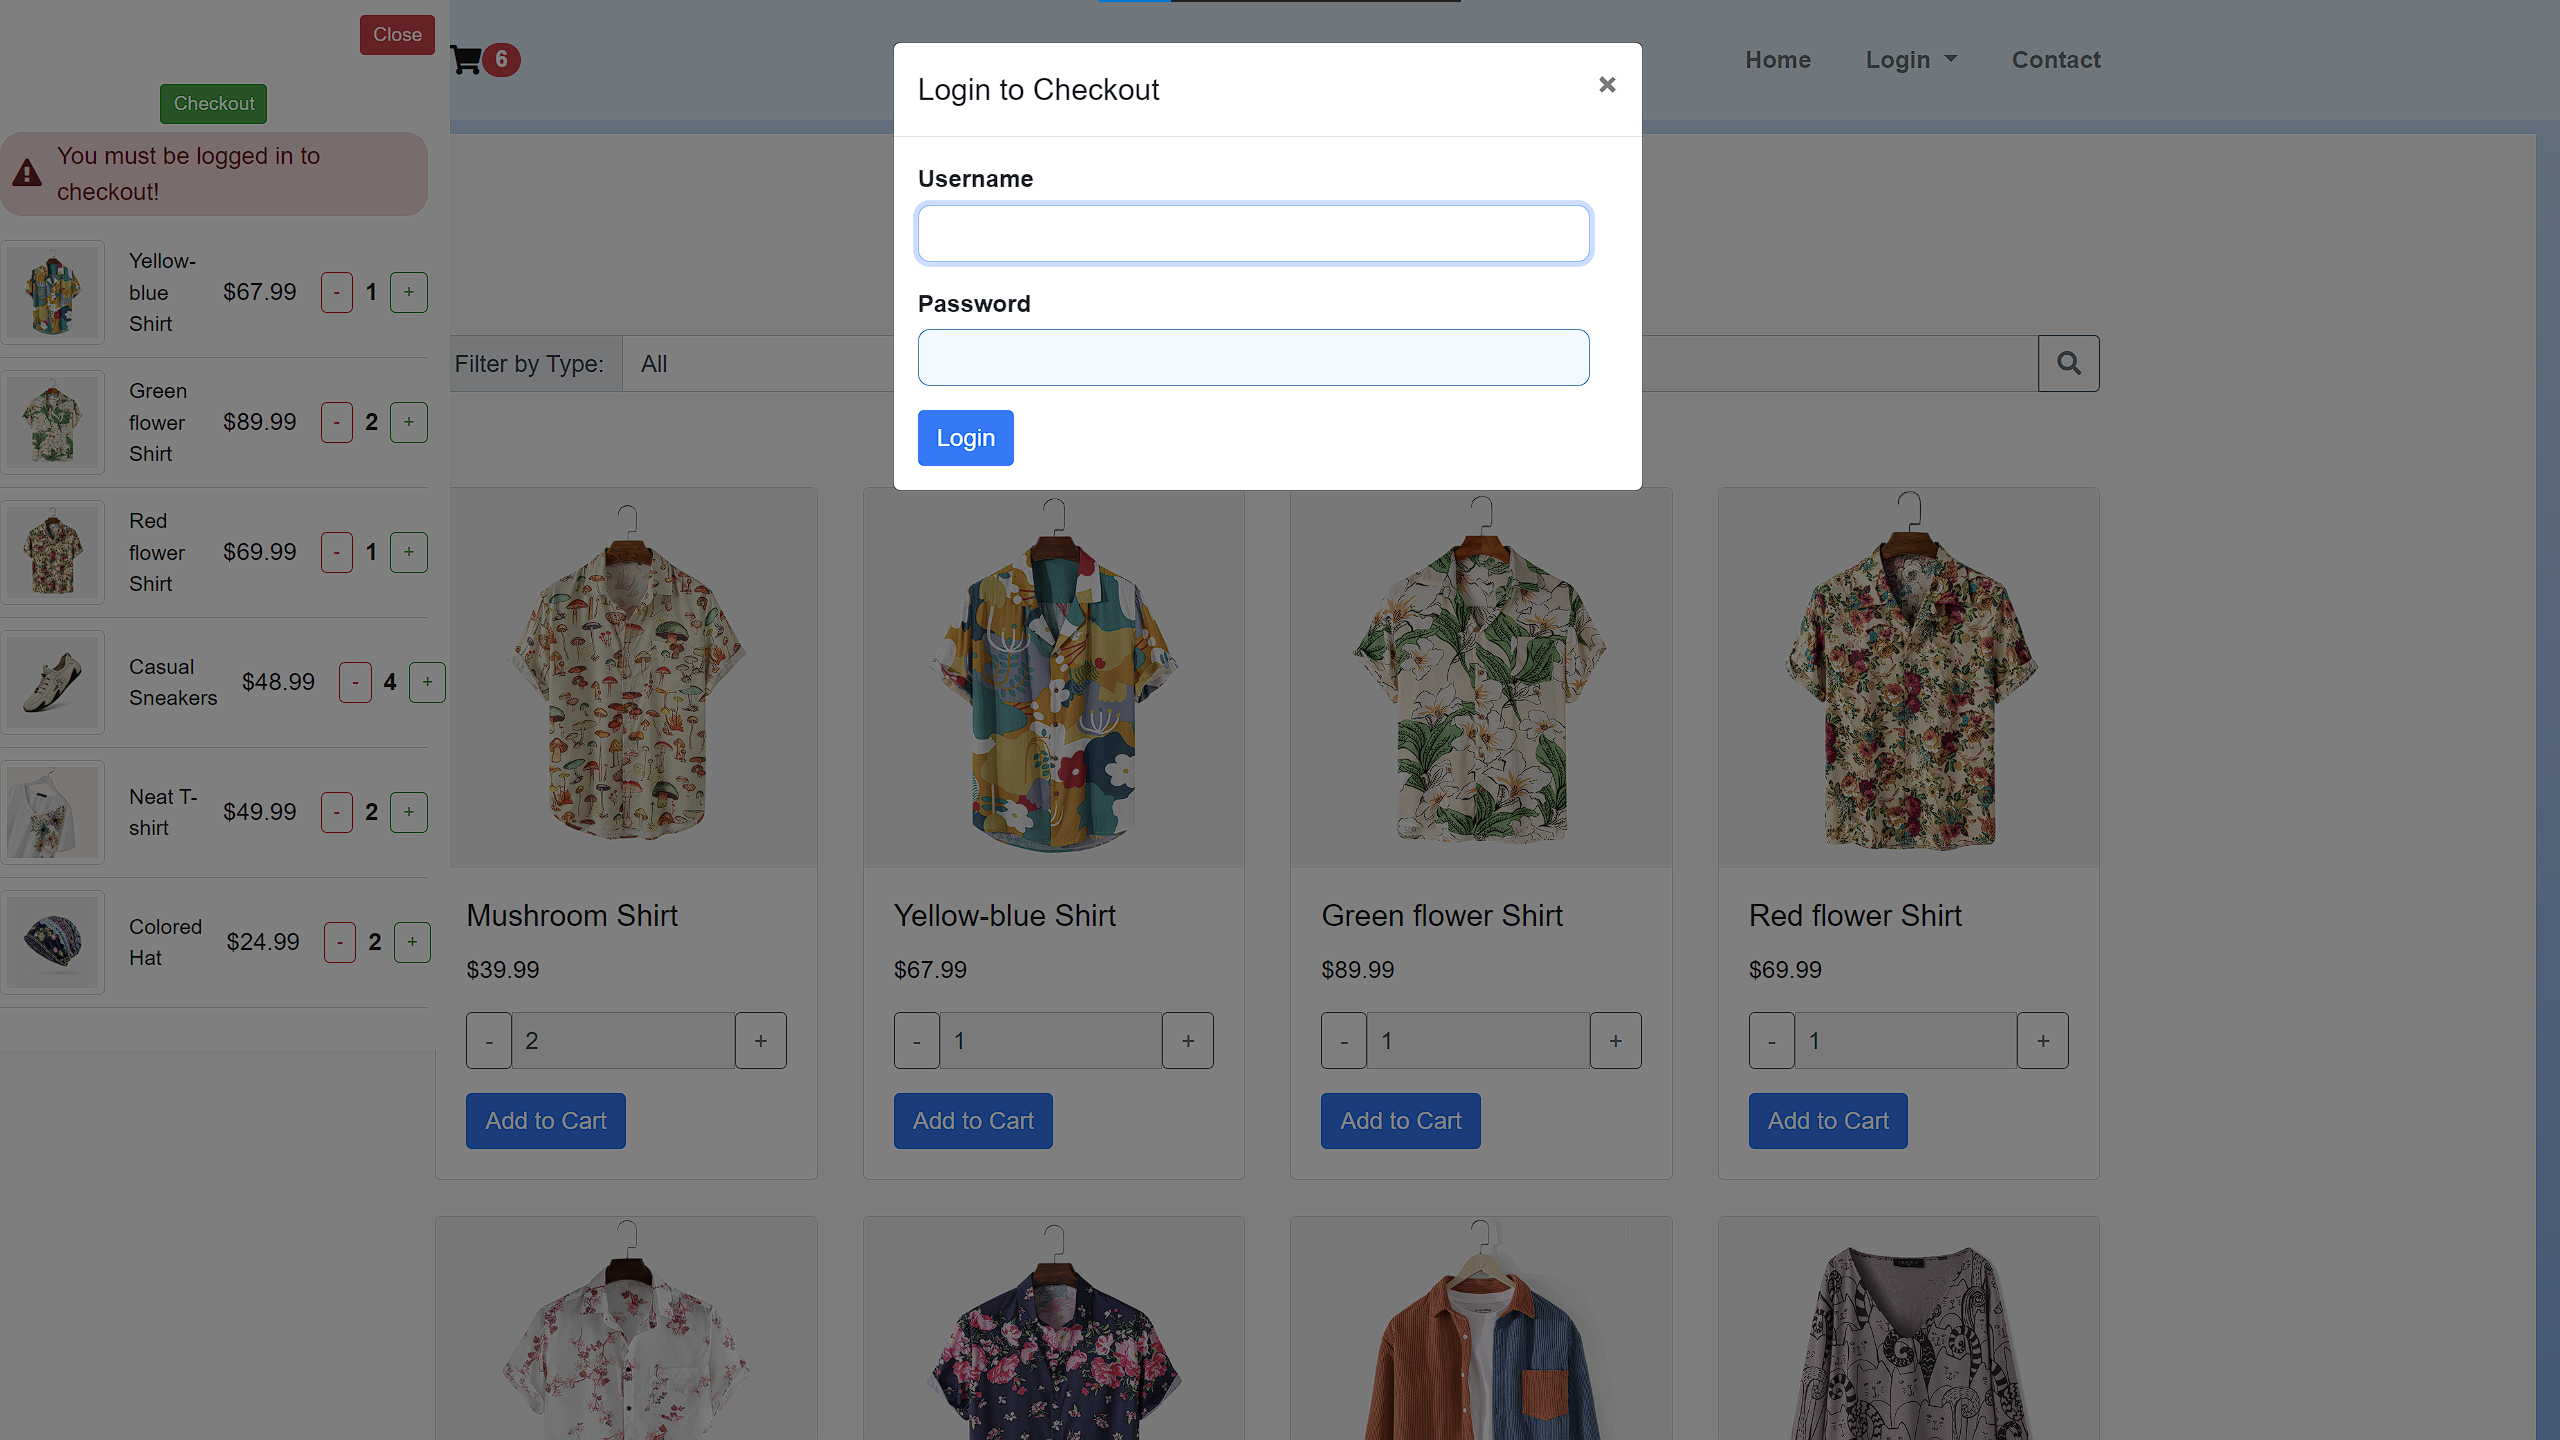 Close
Checkout
You must be logged in to
checkout!
Yellow-
blue
Shirt
$67.99
- 1 +
Green
flower
Shirt
$89.99
- 2 +
Red
flower
Shirt
$69.99
- 1 +
Casual
Sneakers
$48.99
- 4 +
Neat T-
shirt
$49.99
- 2 +
Colored
Hat
$24.99
- 2 +
6
Home Login Contact
Login to Checkout ×
Username
Password
Login
Filter by Type: All
Mushroom Shirt
$39.99
- 2 +
Add to Cart
Yellow-blue Shirt
$67.99
- 1 +
Add to Cart
Green flower Shirt
$89.99
- 1 +
Add to Cart
Red flower Shirt
$69.99
- 1 +
Add to Cart